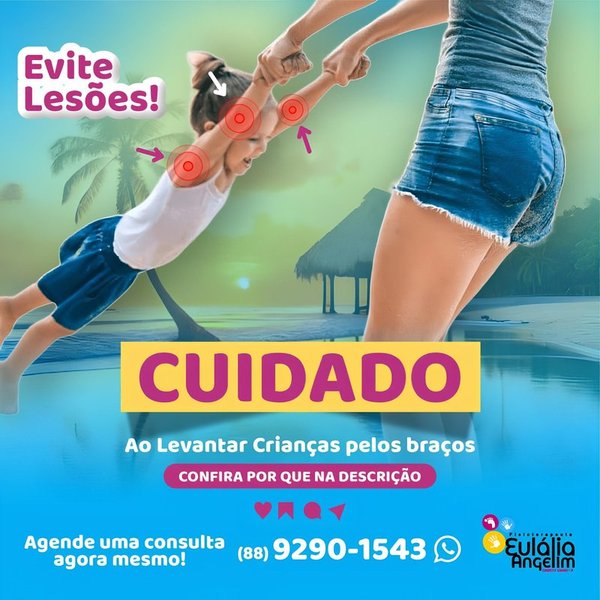 Evite
Lesões!
CUIDADO
Ao Levantar Crianças pelos braços
CONFIRA POR QUE NA DESCRIÇÃO
Agende uma consulta
agora mesmo!
(88) 9290-1543
Fisioterapeuta
Eulália
Angelim